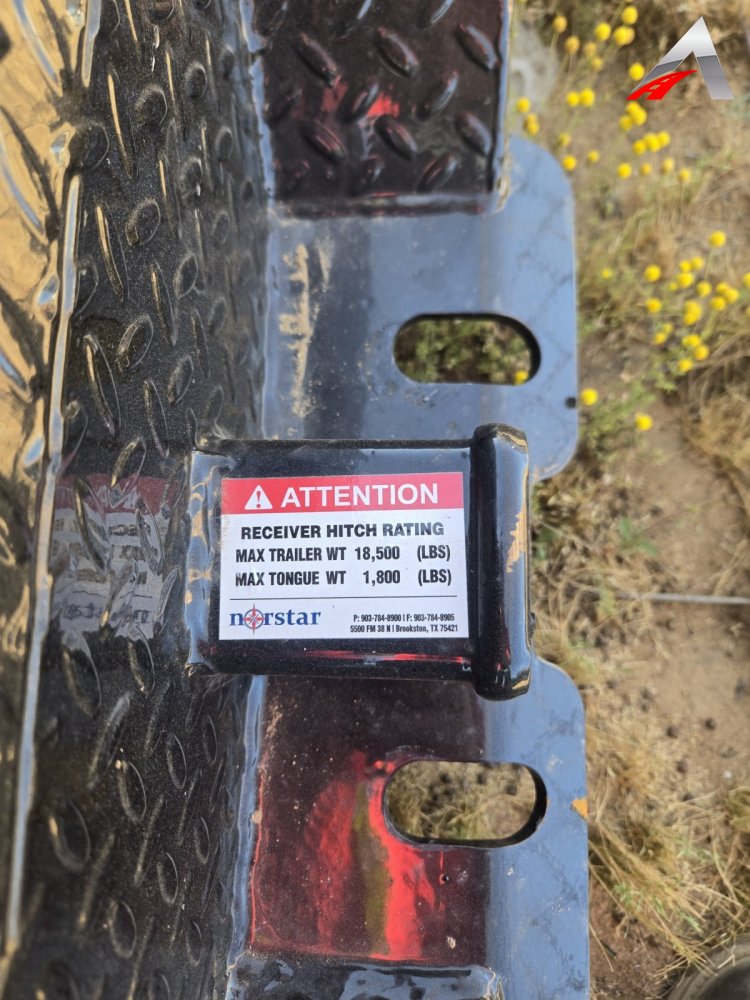 ATTENTION
RECEIVER HITCH RATING
MAX TRAILER WT 18,500 (LBS)
MAX TONGUE WT 1,800 (LBS)
norstar
P: 903-784-8900 I F: 903-784-8905
5500 FM 38 N I Brookston, TX 75421